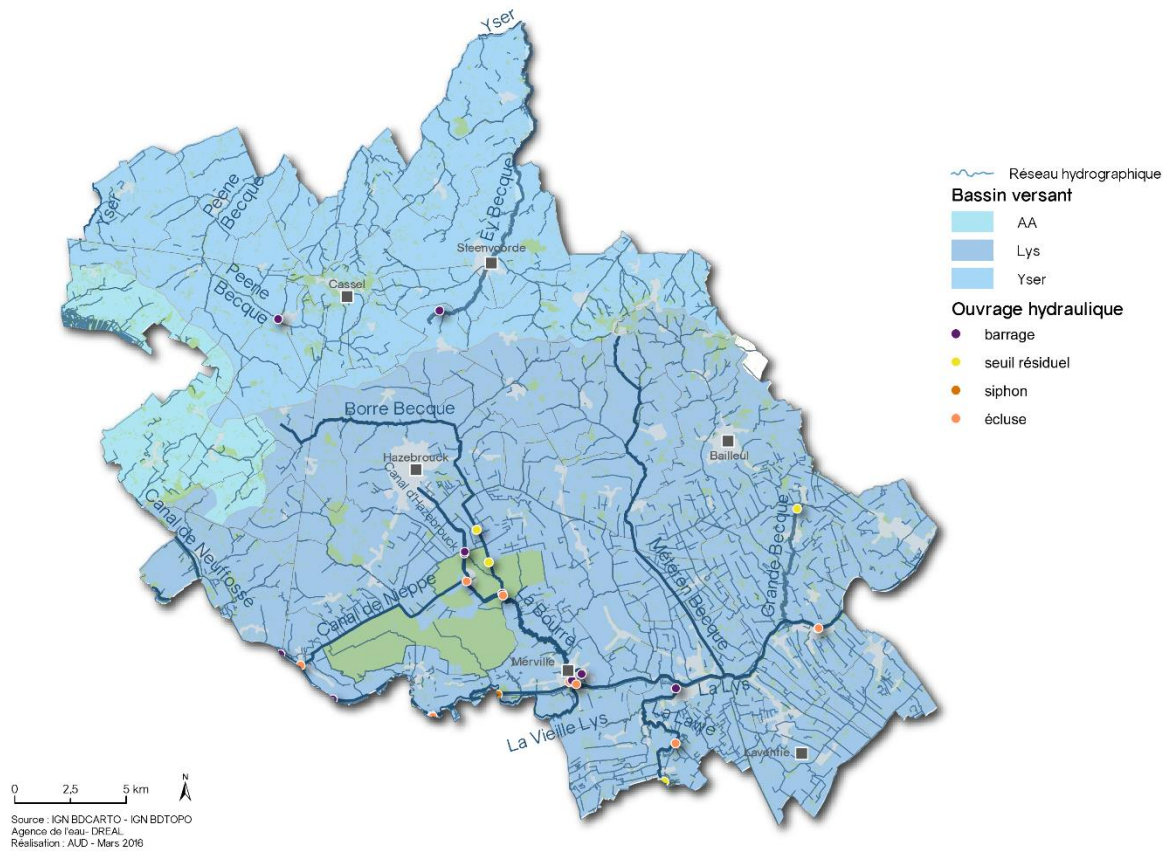 Yser
Yser
Peene
Becque
Ey Becque
Steenvoorde
Peene
Becque
Cassel
Borre Becque
Hazebrouck
Canal d'Hazebrouck
Bailleul
Canal de Neuffosse
Canal de Nieppe
La Bourre
Méteren Becque
Grande Becque
Merville
La Lys
La Vieille Lys
La Lawe
Laventie
Réseau hydrographique
Bassin versant
AA
Lys
Yser
Ouvrage hydraulique
barrage
seuil résiduel
siphon
écluse
0 2,5 5 km
N
Source : IGN BDCARTO - IGN BDTOPO
Agence de l'eau- DREAL
Réalisation : AUD - Mars 2016